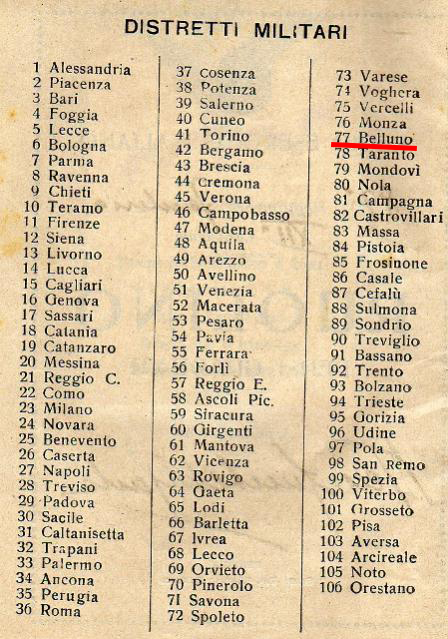 DISTRETTI MILITARI
1 Alessandria
2 Piacenza
3 Bari
4 Foggia
5 Lecce
6 Bologna
7 Parma
8 Ravenna
9 Chieti
10 Teramo
11 Firenze
12 Siena
13 Livorno
14 Lucca
15 Cagliari
16 Genova
17 Sassari
18 Catania
19 Catanzaro
20 Messina
21 Reggio C.
22 Como
23 Milano
24 Novara
25 Benevento
26 Caserta
27 Napoli
28 Treviso
29 Padova
30 Sacile
31 Caltanisetta
32 Trapani
33 Palermo
34 Ancona
35 Perugia
36 Roma
37 Cosenza
38 Potenza
39 Salerno
40 Cuneo
41 Torino
42 Bergamo
43 Brescia
44 Cremona
45 Verona
46 Campobasso
47 Modena
48 Aquila
49 Arezzo
50 Avellino
51 Venezia
52 Macerata
53 Pesaro
54 Pavia
55 Ferrara
56 Forlì
57 Reggio E.
58 Ascoli Pic.
59 Siracura
60 Girgenti
61 Mantova
62 Vicenza
63 Rovigo
64 Gaeta
65 Lodi
66 Barletta
67 Ivrea
68 Lecco
69 Orvieto
70 Pinerolo
71 Savona
72 Spoleto
73 Varese
74 Voghera
75 Vercelli
76 Monza
77 Belluno
78 Taranto
79 Mondovì
80 Nola
81 Campagna
82 Castrovillari
83 Massa
84 Pistoia
85 Frosinone
86 Casale
87 Cefalù
88 Sulmona
89 Sondrio
90 Treviglio
91 Bassano
92 Trento
93 Bolzano
94 Trieste
95 Gorizia
96 Udine
97 Pola
98 San Remo
99 Spezia
100 Viterbo
101 Grosseto
102 Pisa
103 Aversa
104 Arcireale
105 Noto
106 Orestano